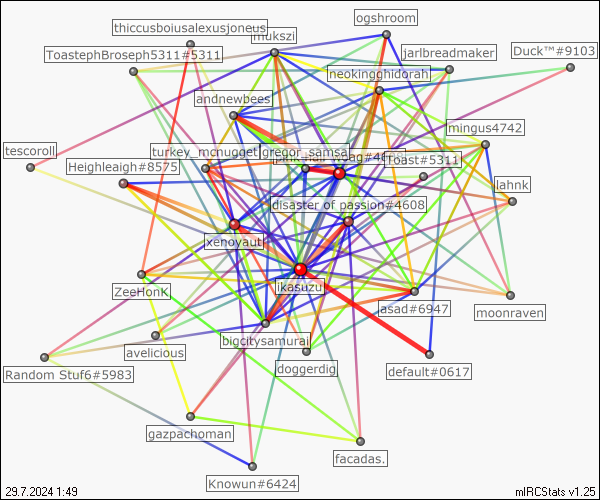 ogshroom
thiccusboiusalexusjoneus
mukszi
ToastephBroseph5311#5311
jarlbreadmaker
Duck™#9103
neokingghidorah
andnewbees
mingus4742
tescoroll
turkey_mcnugget
gregor_samsa
Toast#5311
Heighleaigh#8575
lahnk
disaster of passion#4608
xenovauti
ZeeHonK
likasuzu
asad#6947
moonraven
bigcitysamurai
avelicious
doggerdig
default#0617
Random Stuf6#5983
gazpachoman
facadas.
Knowun#6424
29.7.2024 1:49
mIRCStats v1.25